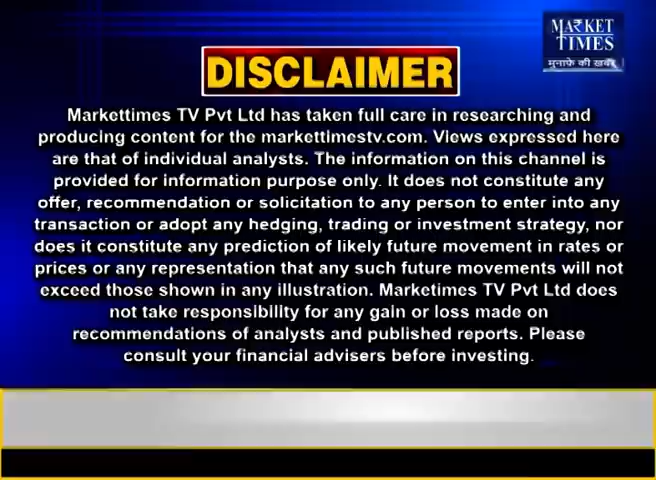 MA₹KET
TIMES
मुनाफे की खबर
DISCLAIMER
Markettimes TV Pvt Ltd has taken full care in researching and
producing content for the markettimestv.com. Views expressed here
are that of individual analysts. The information on this channel is
provided for information purpose only. It does not constitute any
offer, recommendation or solicitation to any person to enter into any
transaction or adopt any hedging, trading or investment strategy, nor
does it constitute any prediction of likely future movement in rates or
prices or any representation that any such future movements will not
exceed those shown in any illustration. Marketimes TV Pvt Ltd does
not take responsibility for any gain or loss made on
recommendations of analysts and published reports. Please
consult your financial advisers before investing.